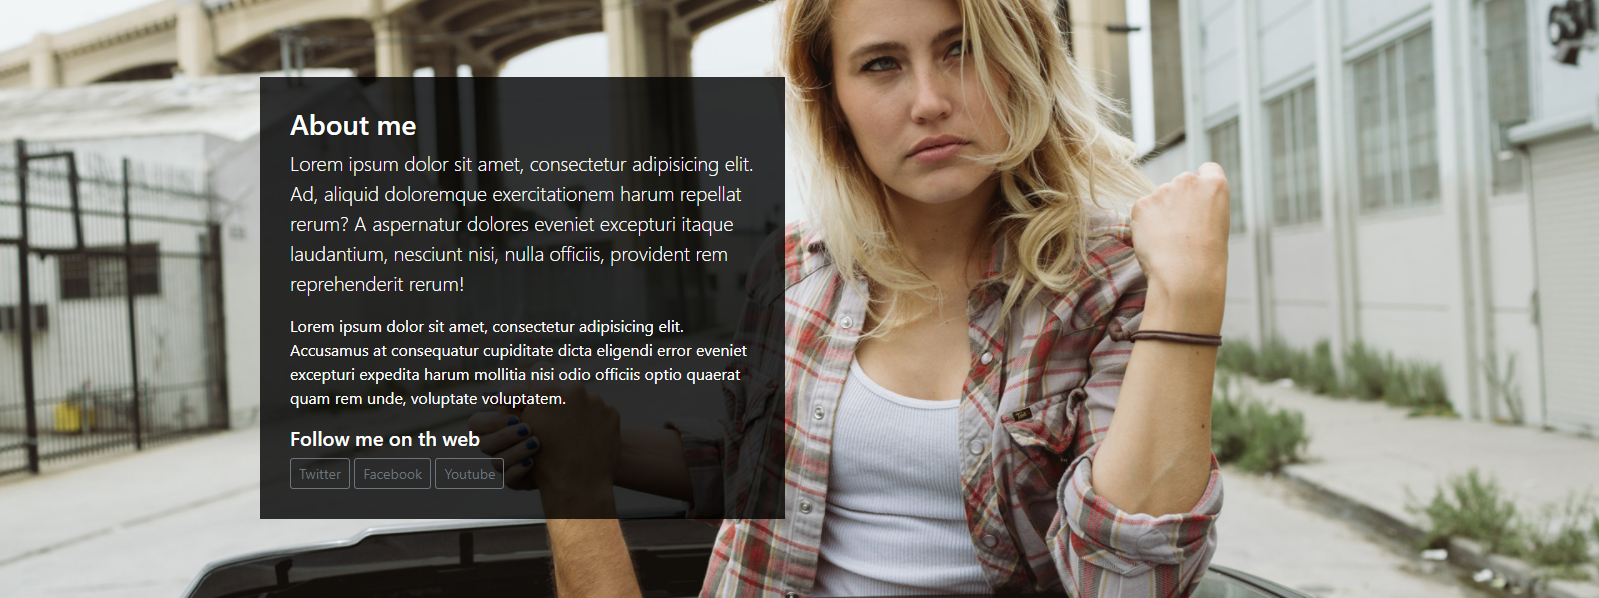 About me
Lorem ipsum dolor sit amet, consectetur adipisicing elit.
Ad, aliquid doloremque exercitationem harum repellat
rerum? A aspernatur dolores eveniet excepturi itaque
laudantium, nesciunt nisi, nulla officiis, provident rem
reprehenderit rerum!
Lorem ipsum dolor sit amet, consectetur adipisicing elit.
Accusamus at consequatur cupiditate dicta eligendi error eveniet
excepturi expedita harum mollitia nisi odio officiis optio quaerat
quam rem unde, voluptate voluptatem.
Follow me on th web
Twitter Facebook Youtube